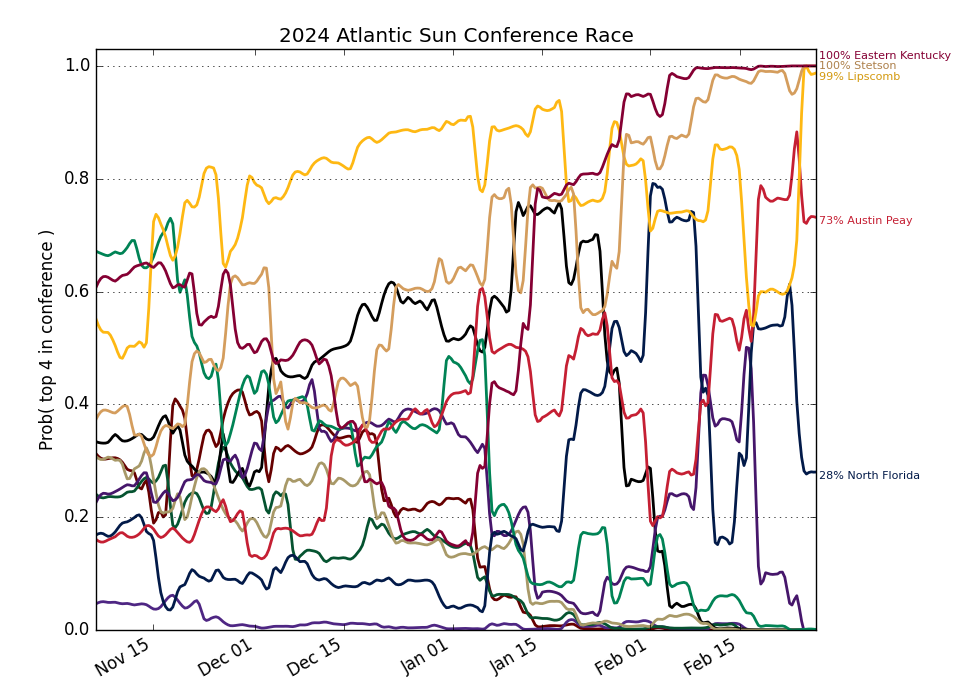 2024 Atlantic Sun Conference Race
Prob( top 4 in conference )
1.0
0.8
0.6
0.4
0.2
0.0
Nov 15
Dec 01
Dec 15
Jan 01
Jan 15
Feb 01
Feb 15
100% Eastern Kentucky
100% Stetson
99% Lipscomb
73% Austin Peay
28% North Florida